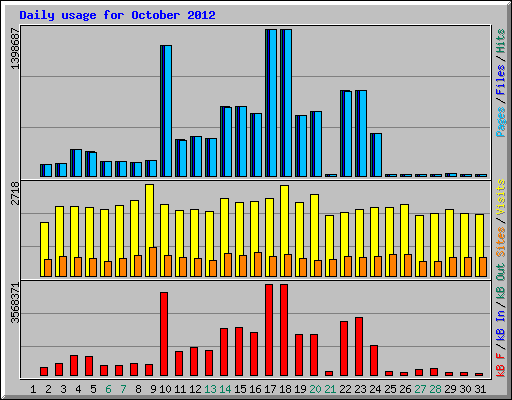 Daily usage for October 2012
1398687
Pages / Files / Hits
2718
Sites / Visits
3568371
kB F / kB In / kB Out
1 2 3 4 5 6 7 8 9 10 11 12 13 14 15 16 17 18 19 20 21 22 23 24 25 26 27 28 29 30 31